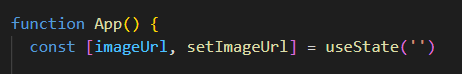 function App() {
  const [imageUrl, setImageUrl] = useState('')